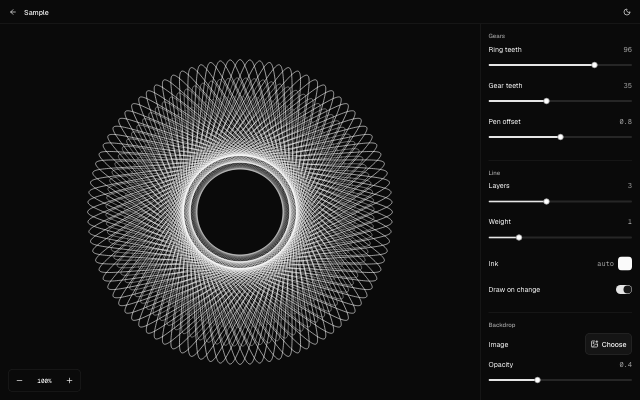 Sample
Gears
Ring teeth 96
Gear teeth 35
Pen offset 0.8
Line
Layers 3
Weight 1
Ink auto
Draw on change
Backdrop
Image Choose
Opacity 0.4
100%